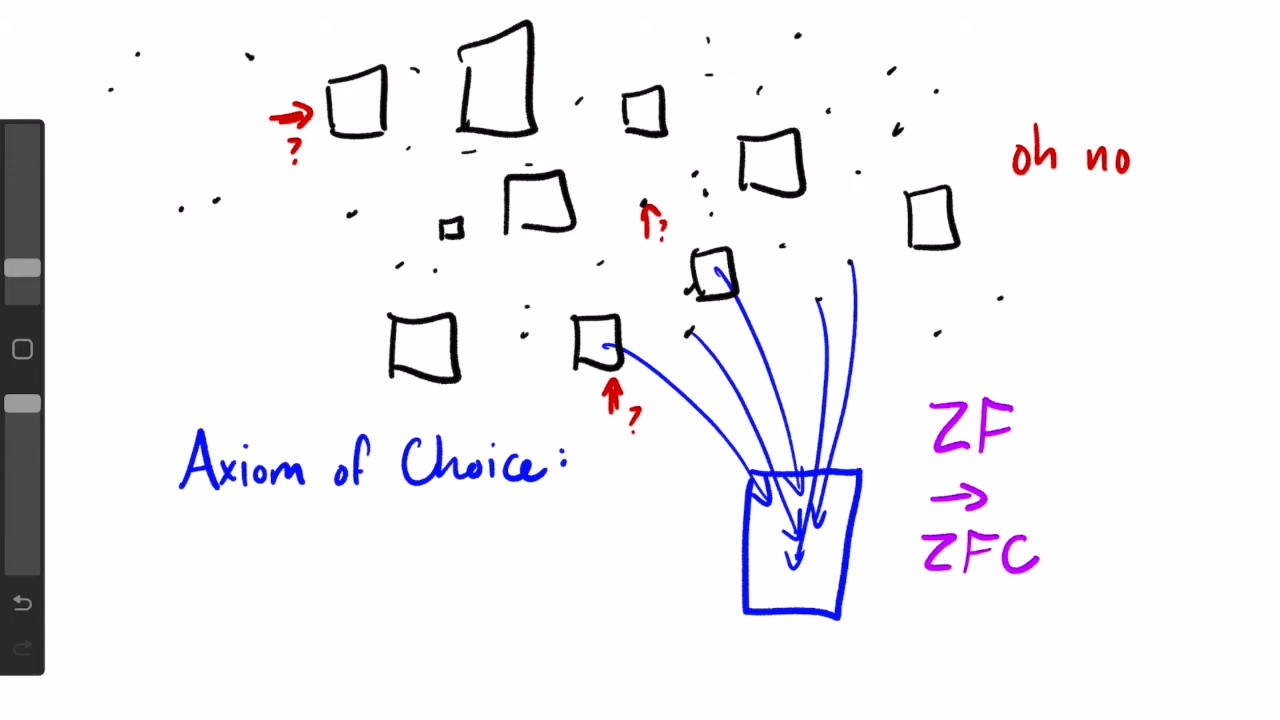 ?
oh no
?
?
Axiom of Choice:
ZF
→
ZFC